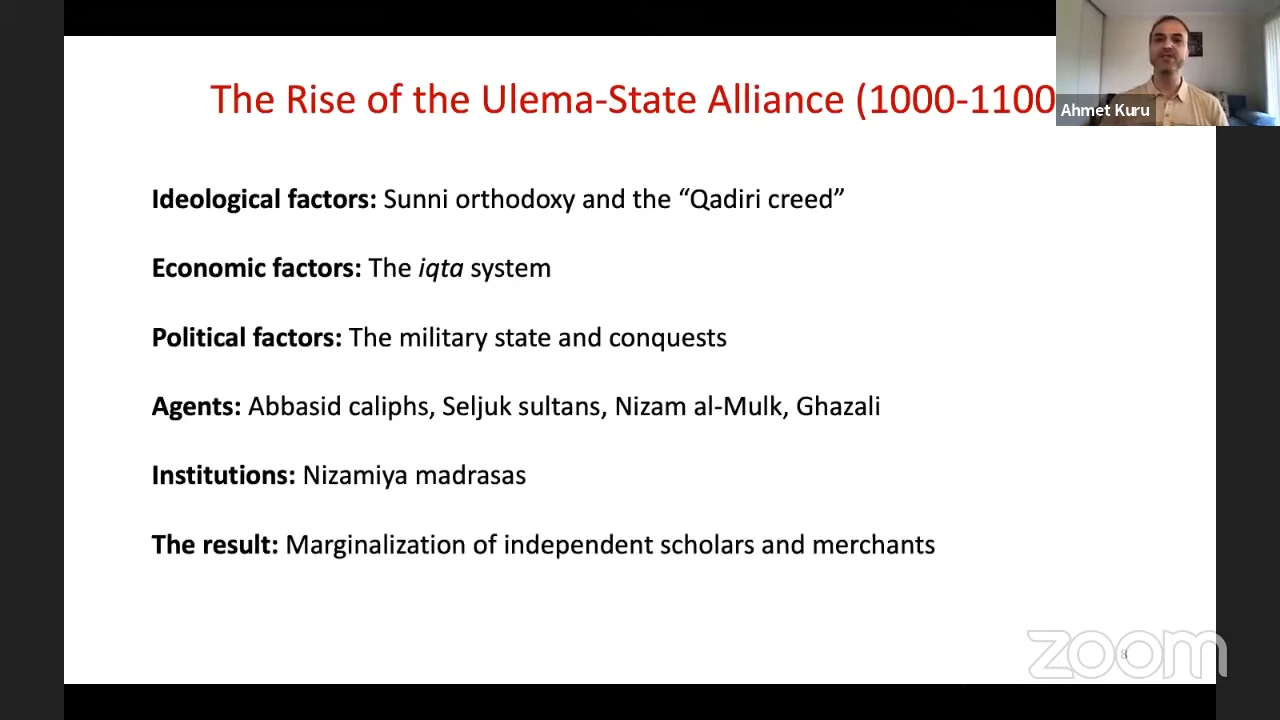 The Rise of the Ulema-State Alliance (1000-1100
Ahmet Kuru
Ideological factors: Sunni orthodoxy and the “Qadiri creed”
Economic factors: The iqta system
Political factors: The military state and conquests
Agents: Abbasid caliphs, Seljuk sultans, Nizam al-Mulk, Ghazali
Institutions: Nizamiya madrasas
The result: Marginalization of independent scholars and merchants
8
zoom